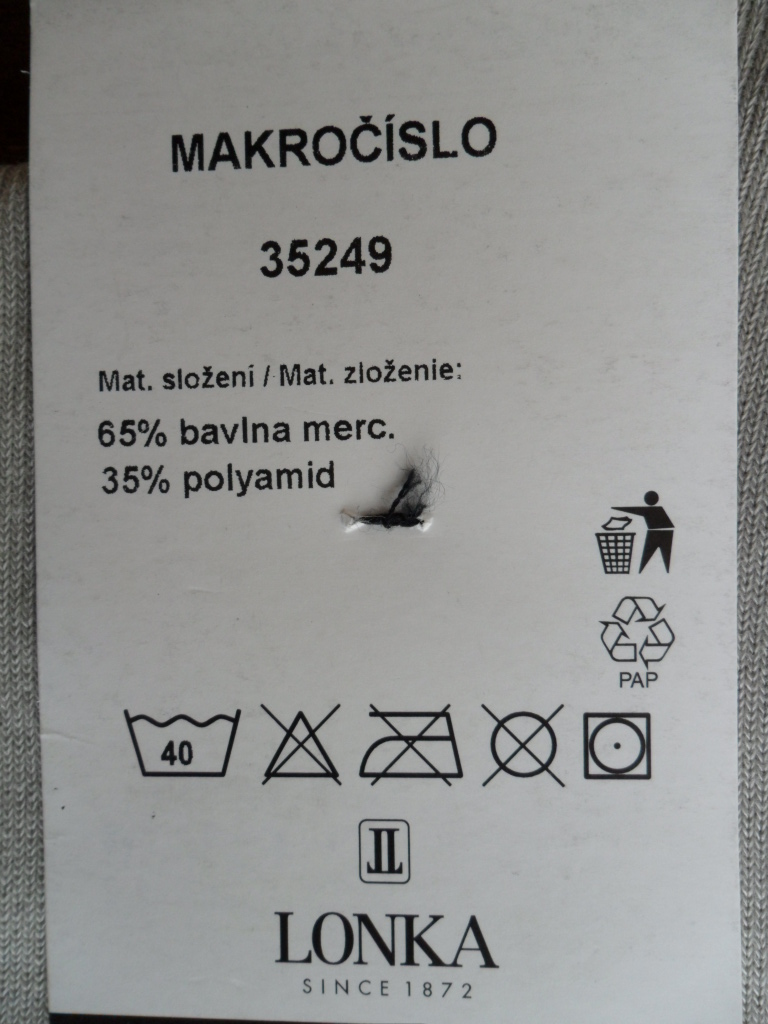 MAKROČÍSLO
35249
Mat. složení / Mat. zloženie:
65% bavlna merc.
35% polyamid
PAP
40
LONKA
SINCE 1872